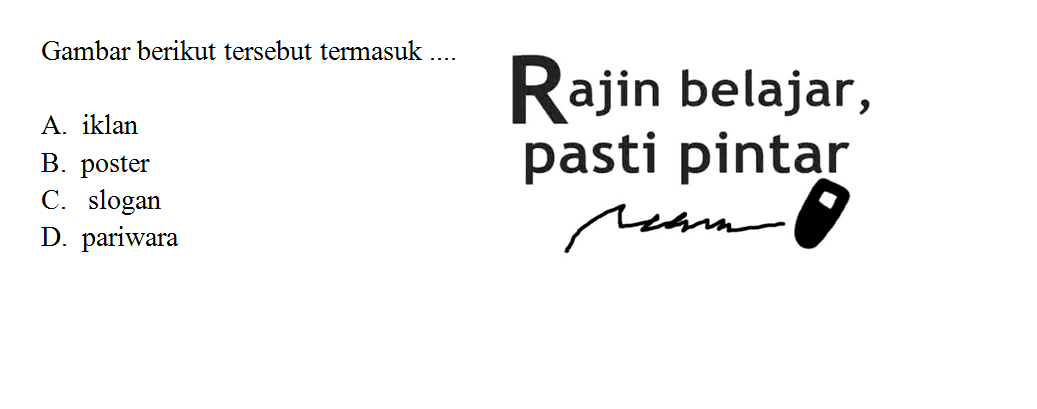 Gambar berikut tersebut termasuk ....
A. iklan
B. poster
C. slogan
D. pariwara
Rajin belajar,
pasti pintar